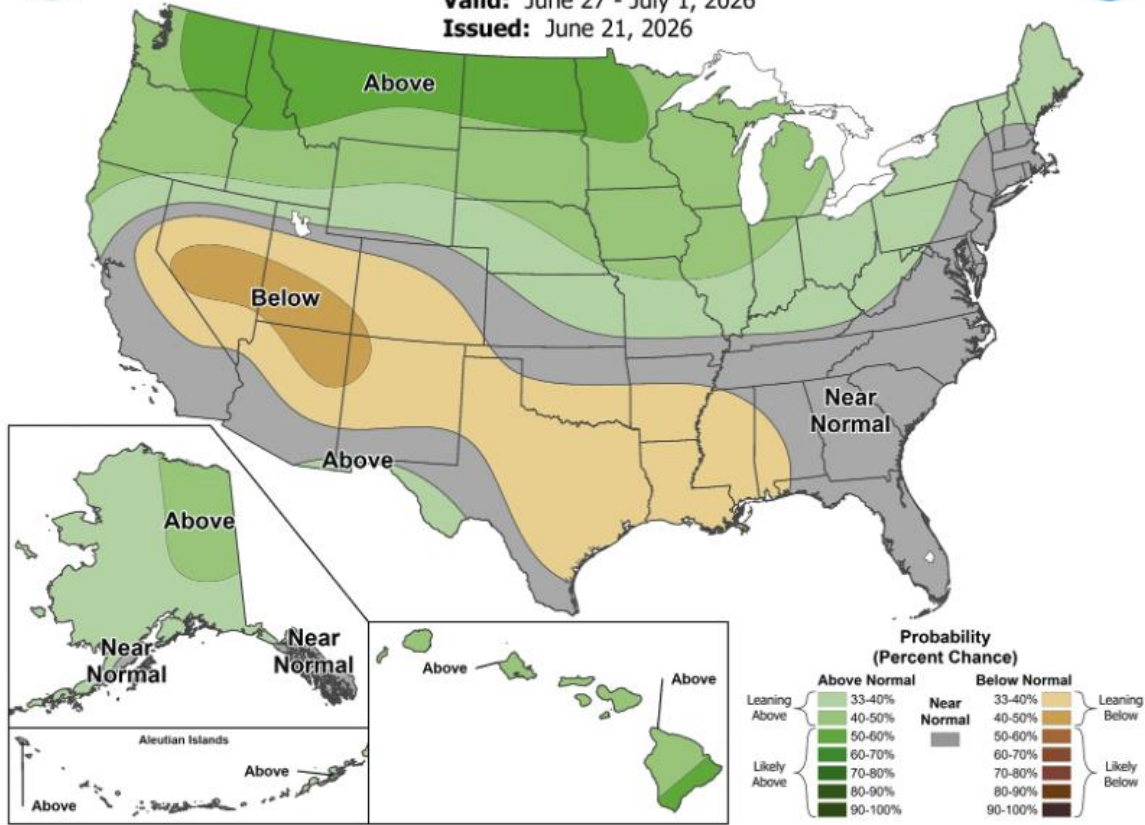 Valid: June 27 - July 1, 2026
Issued: June 21, 2026
Above
Below
Near
Normal
Above
Above
Near
Normal
Near
Normal
Aleutian Islands
Above
Above
Above
Above
Probability
(Percent Chance)
Above Normal
Below Normal
Leaning
Above
33-40%
40-50%
50-60%
60-70%
70-80%
80-90%
90-100%
Likely
Above
Near
Normal
33-40%
40-50%
50-60%
60-70%
70-80%
80-90%
90-100%
Leaning
Below
Likely
Below